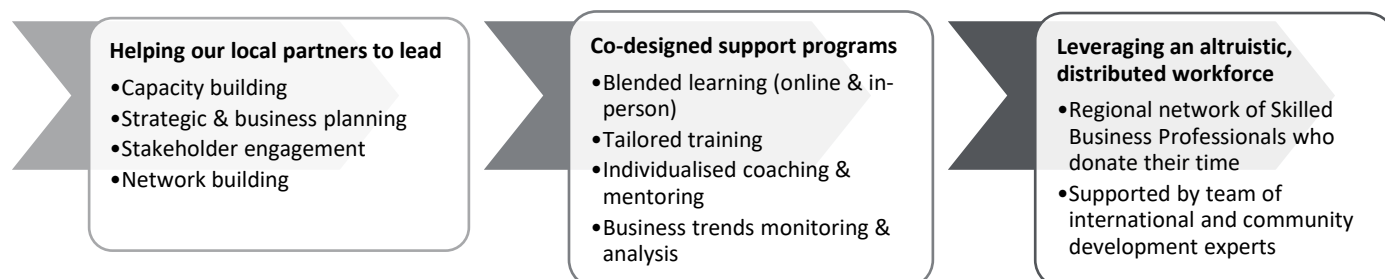 Helping our local partners to lead
•Capacity building
•Strategic & business planning
•Stakeholder engagement
•Network building
Co-designed support programs
•Blended learning (online & in-
person)
•Tailored training
•Individualised coaching &
mentoring
•Business trends monitoring &
analysis
Leveraging an altruistic,
distributed workforce
•Regional network of Skilled
Business Professionals who
donate their time
•Supported by team of
international and community
development experts